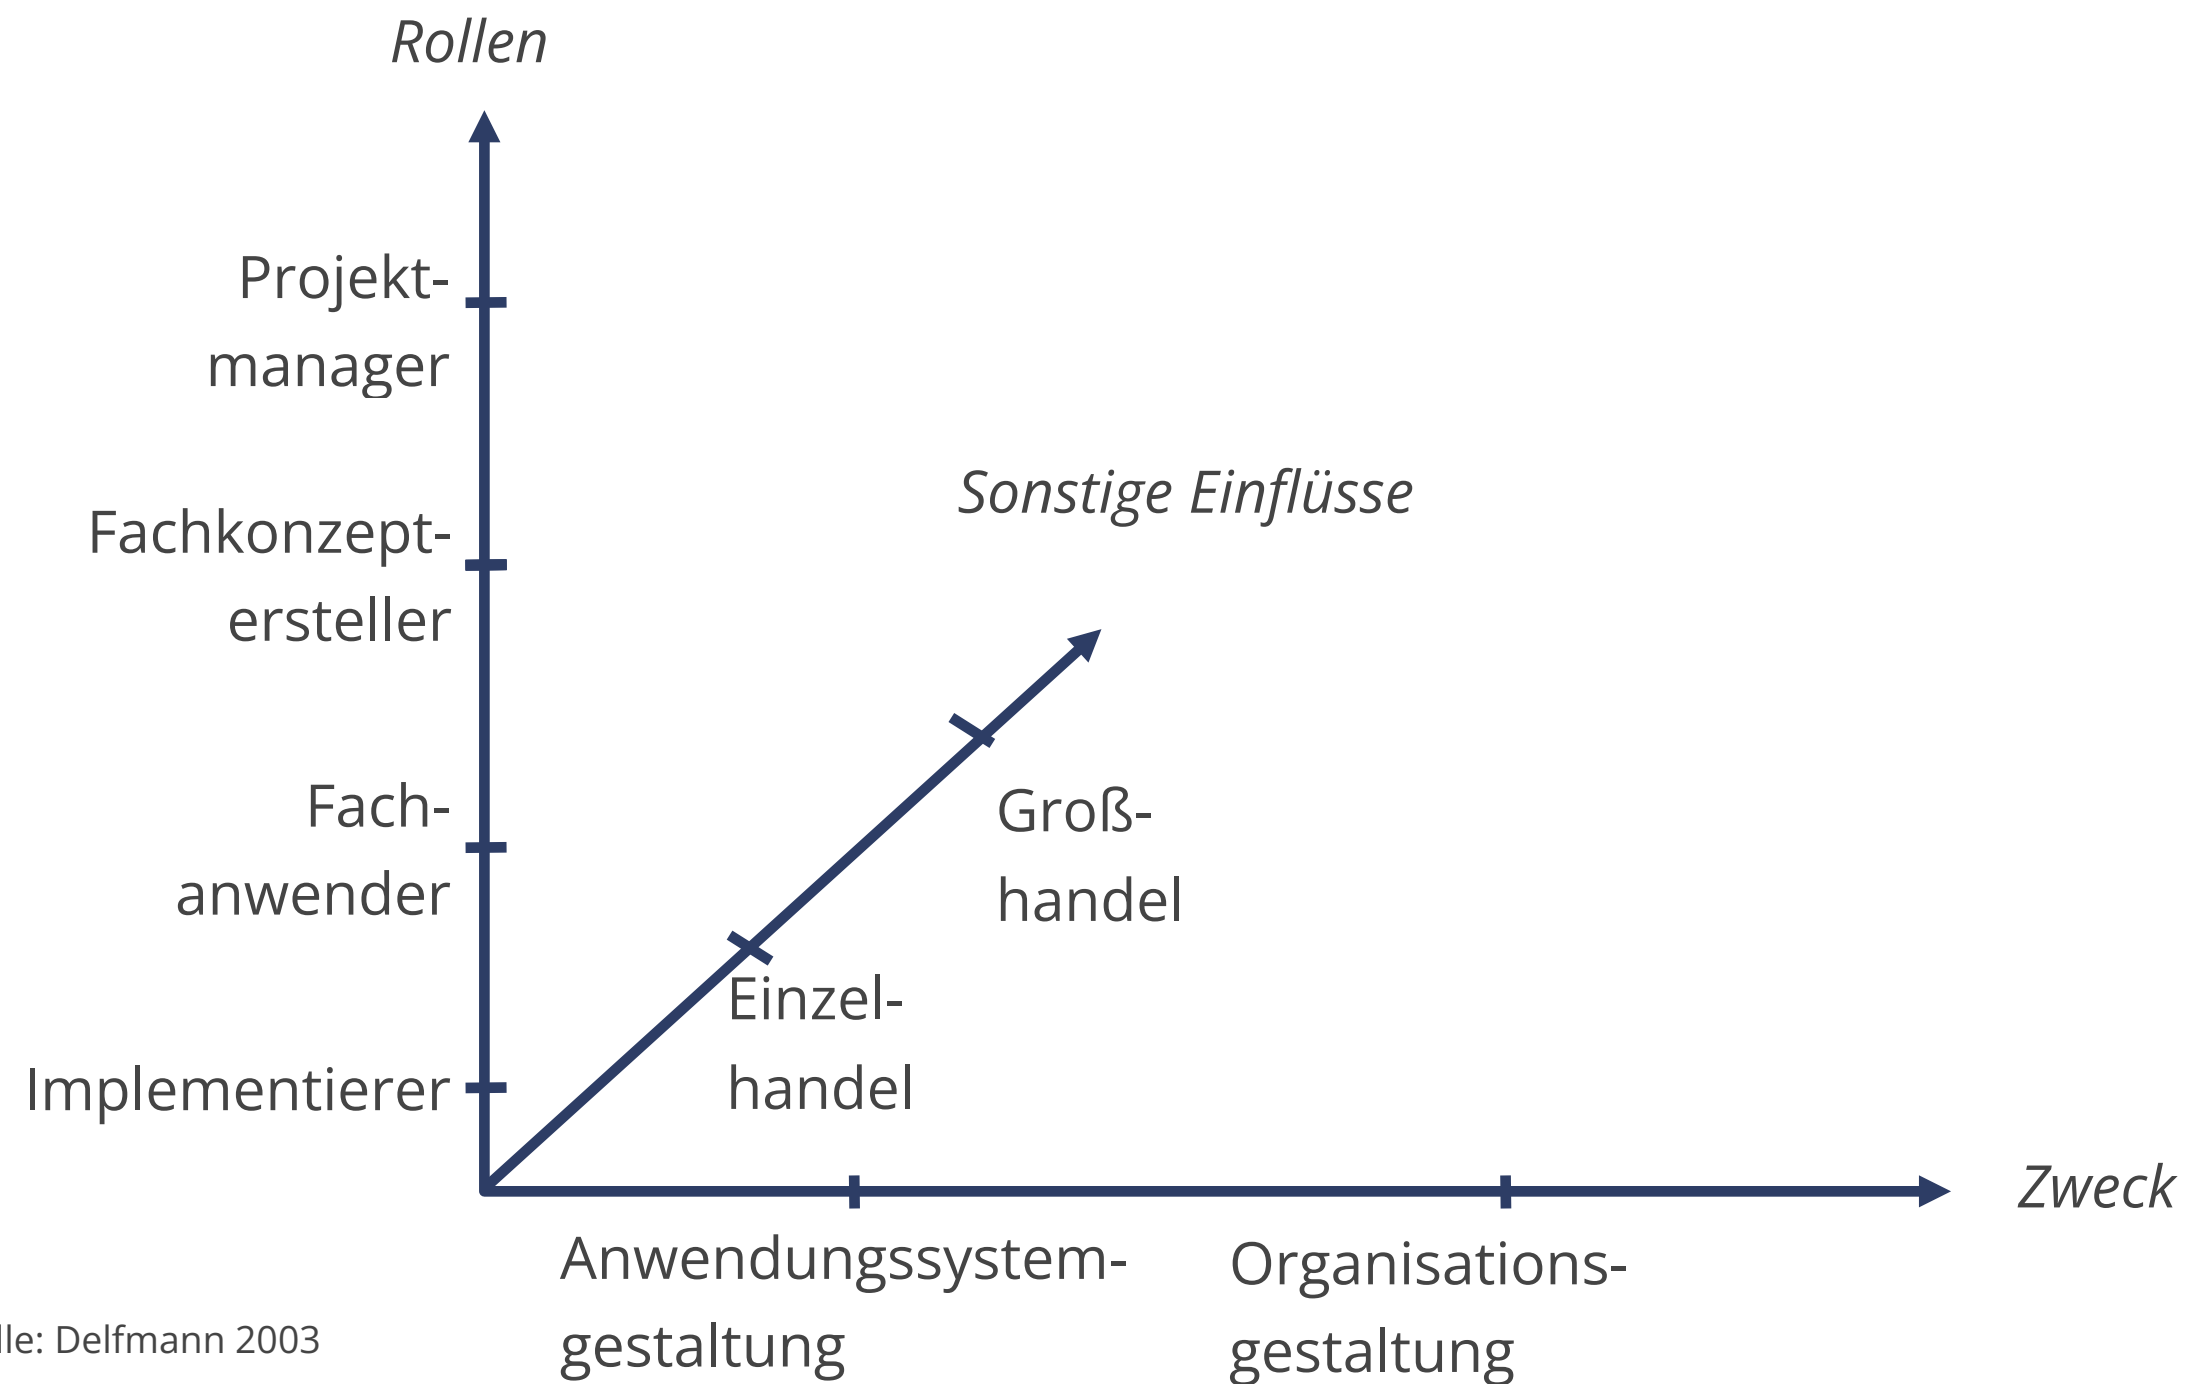 Rollen
Projekt-
manager
Sonstige Einflüsse
Fachkonzept-
ersteller
Fach-
anwender
Groß-
handel
Einzel-
handel
Implementierer
Zweck
Anwendungssystem-
gestaltung
Organisations-
gestaltung
lle: Delfmann 2003